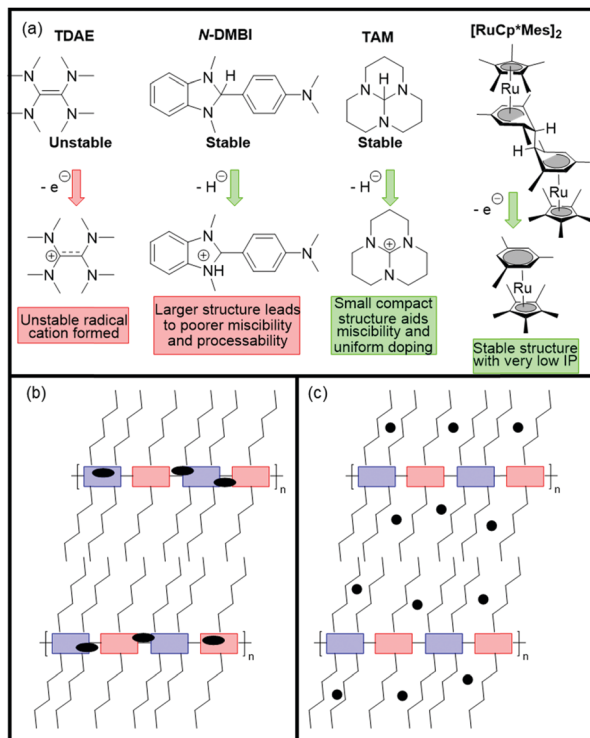 (a)
TDAE
N-DMBI
TAM
[RuCp*Mes]2
N
N
N
N
N
H
N
N
H
N
N
N
Ru
H
H
Ru
Unstable
Stable
Stable
- e⊖
- H⊖
- H⊖
- e⊖
N
N
⊕
N
N
N
⊕
NH
N
N
⊕
N
N
Ru
Unstable radical
cation formed
Larger structure leads
to poorer miscibility
and processability
Small compact
structure aids
miscibility and
uniform doping
Stable structure
with very low IP
(b)
n
n
(c)
n
n